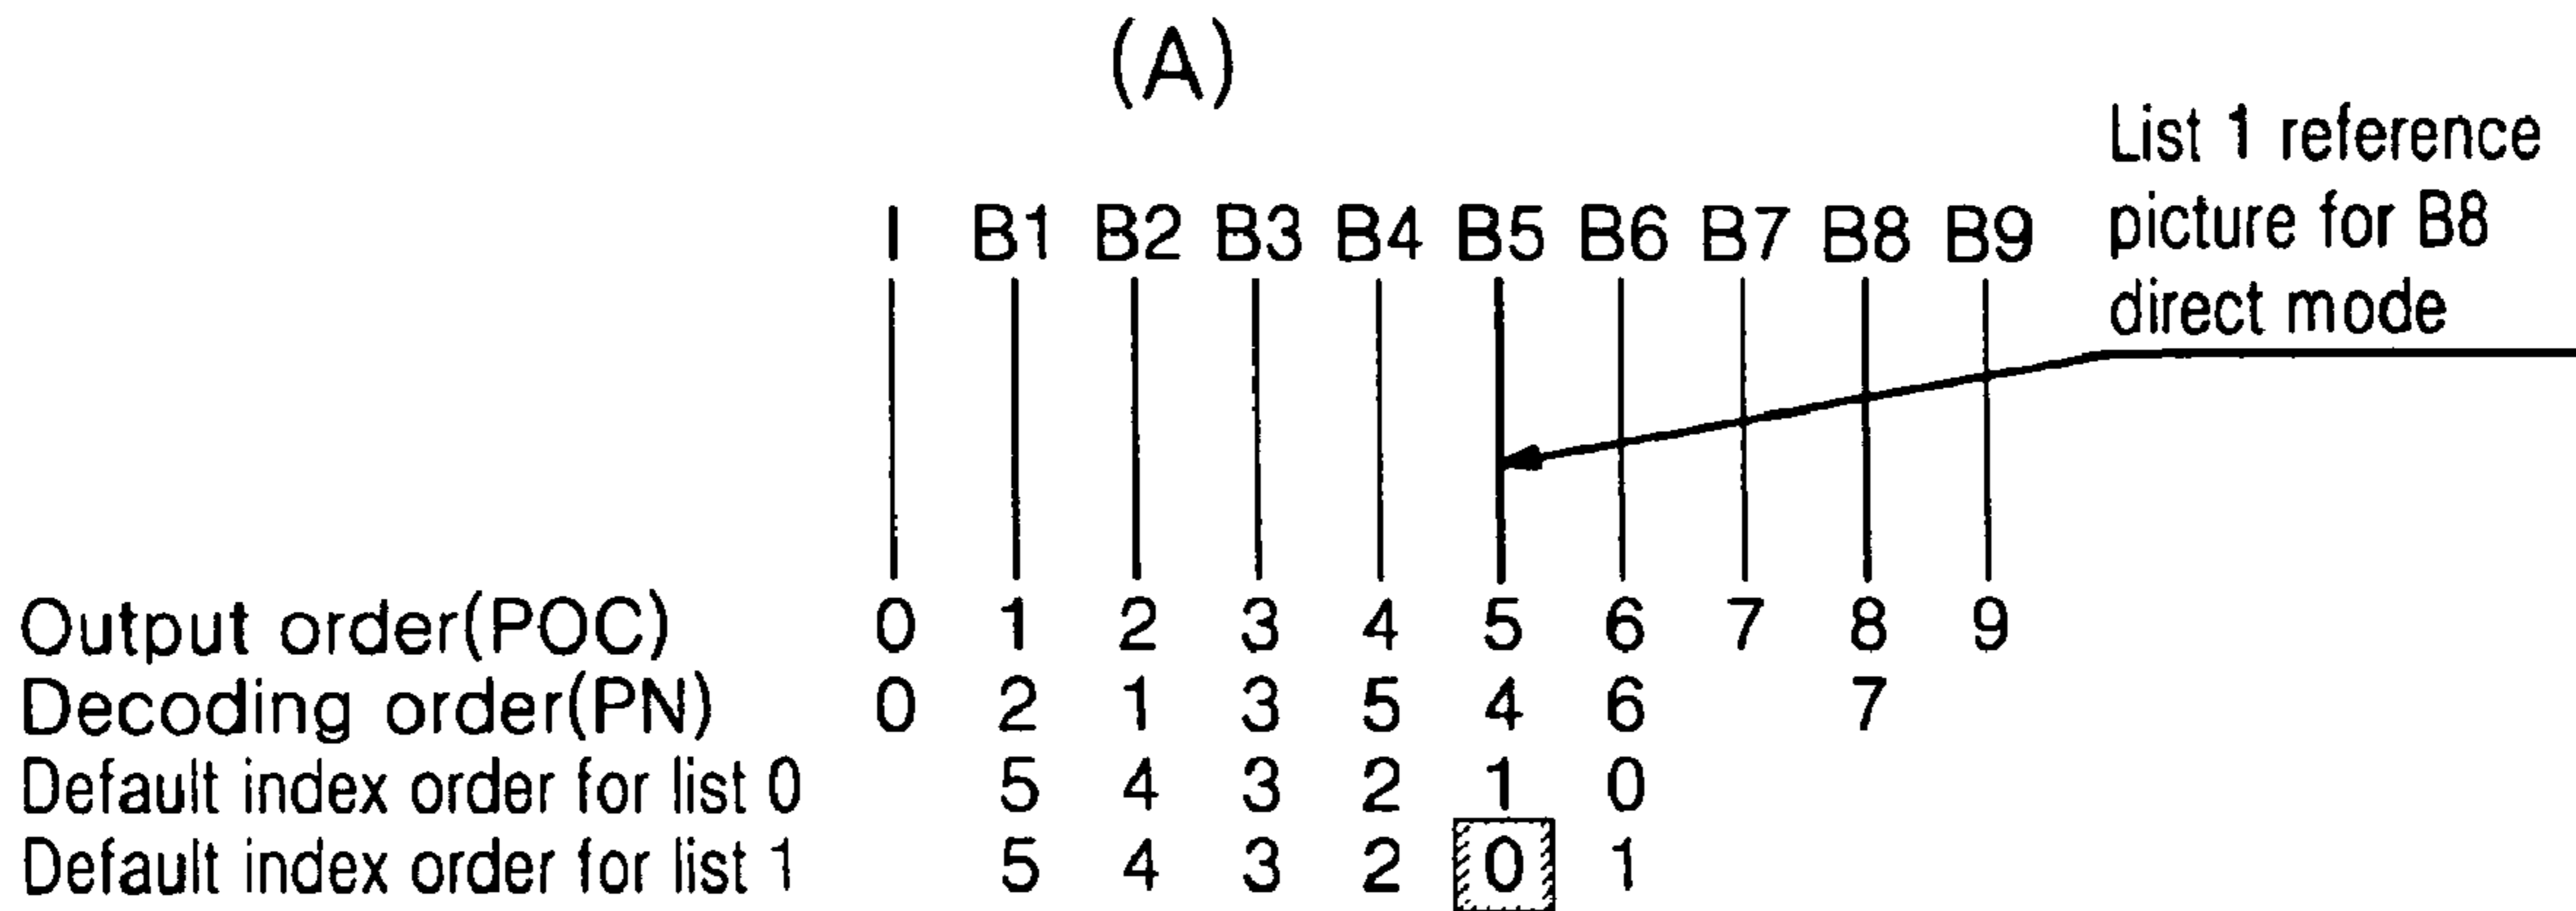 (A)
List 1 reference
picture for B8
direct mode
I B1 B2 B3 B4 B5 B6 B7 B8 B9
Output order(POC) 0 1 2 3 4 5 6 7 8 9
Decoding order(PN) 0 2 1 3 5 4 6 7
Default index order for list 0 5 4 3 2 1 0
Default index order for list 1 5 4 3 2 0 1